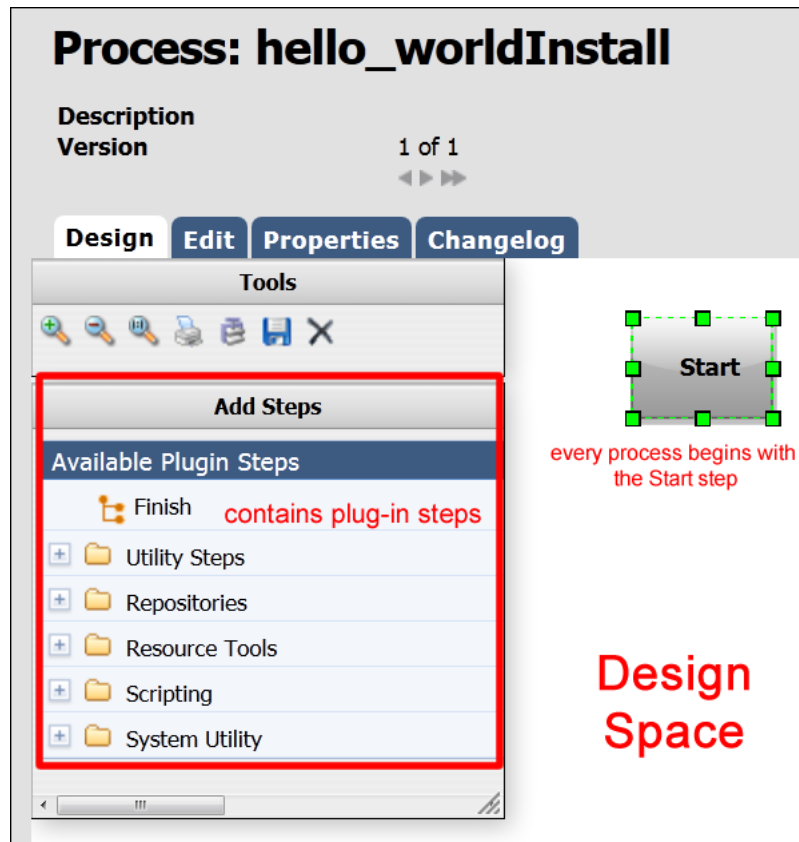 Process: hello_worldInstall
Description
Version 1 of 1
Design Edit Properties Changelog
Tools
Start
Add Steps
every process begins with
the Start step
Available Plugin Steps
Finish contains plug-in steps
Utility Steps
Repositories
Resource Tools
Scripting
System Utility
Design
Space